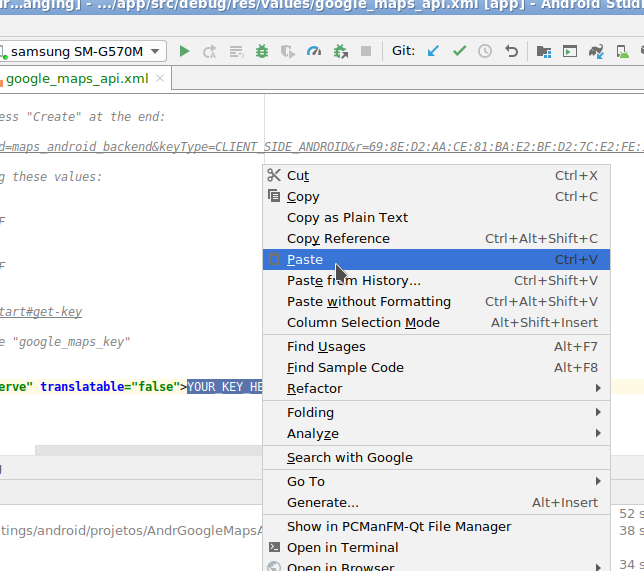 anging] - .../app/src/debug/res/values/google_maps_api.xml [app] - Android Stud
samsung SM-G570M
Git:
google_maps_api.xml
ess "Create" at the end:
d=maps_android_backend&keyType=CLIENT_SIDE_ANDROID&r=69:8E:D2:AA:CE:81:BA:E2:BF:D2:7C:E2:FE:
g these values:
F
F
tart#get-key
e "google_maps_key"
erve" translatable="false">YOUR_KEY_HE
Cut Ctrl+X
Copy Ctrl+C
Copy as Plain Text
Copy Reference Ctrl+Alt+Shift+C
Paste Ctrl+V
Paste from History... Ctrl+Shift+V
Paste without Formatting Ctrl+Alt+Shift+V
Column Selection Mode Alt+Shift+Insert
Find Usages Alt+F7
Find Sample Code Alt+F8
Refactor
Folding
Analyze
Search with Google
Go To
Generate... Alt+Insert
52 s
Show in PCManFM-Qt File Manager
tings/android/projetos/AndrGoogleMapsA
38 s
Open in Terminal
34 s
Open in Browser